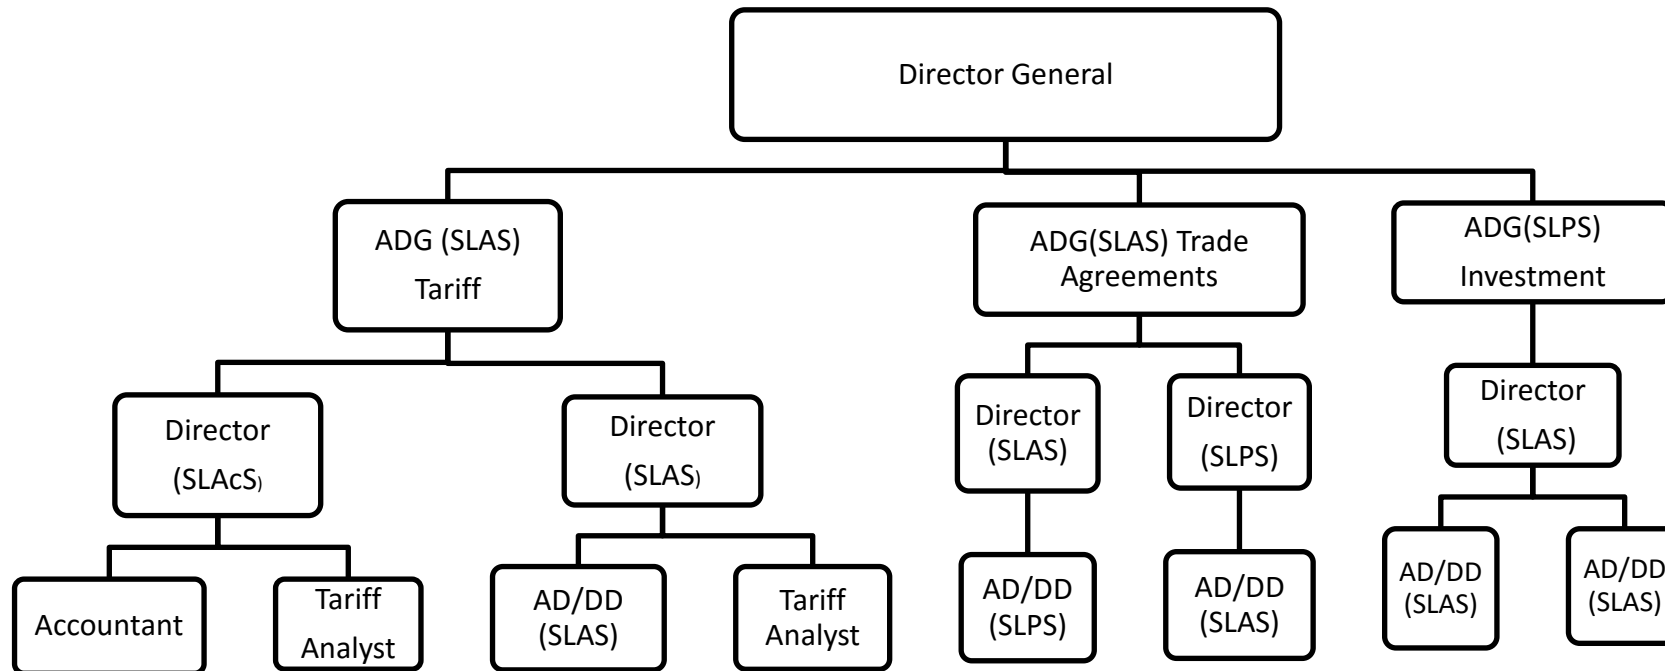 Director General
ADG (SLAS)
Tariff
ADG(SLAS) Trade
Agreements
ADG(SLPS)
Investment
Director
(SLAcS)
Director
(SLAS)
Director
(SLAS)
Director
(SLPS)
Director
(SLAS)
Accountant
Tariff
Analyst
AD/DD
(SLAS)
Tariff
Analyst
AD/DD
(SLPS)
AD/DD
(SLAS)
AD/DD
(SLAS)
AD/DD
(SLAS)